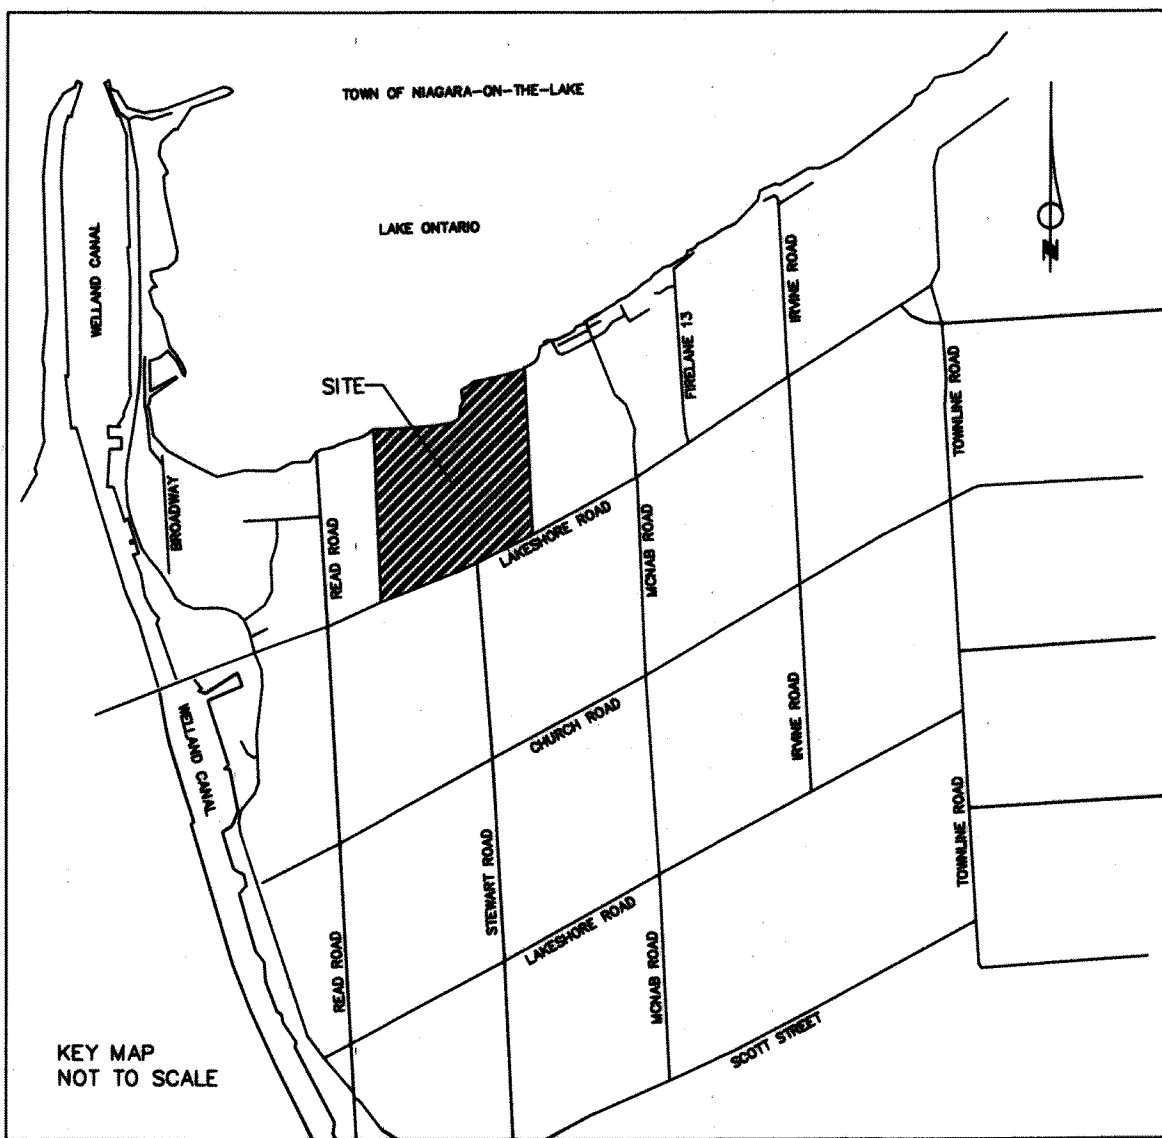 TOWN OF NIAGARA-ON-THE-LAKE
LAKE ONTARIO
WELLAND CANAL
IRVINE ROAD
N
FIRELANE 13
SITE
TOWNLINE ROAD
BROADWAY
READ ROAD
LAKESHORE ROAD
MCNAB ROAD
WELLAND CANAL
CHURCH ROAD
IRVINE ROAD
STEWART ROAD
TOWNLINE ROAD
READ ROAD
LAKESHORE ROAD
MCNAB ROAD
SCOTT STREET
KEY MAP
NOT TO SCALE